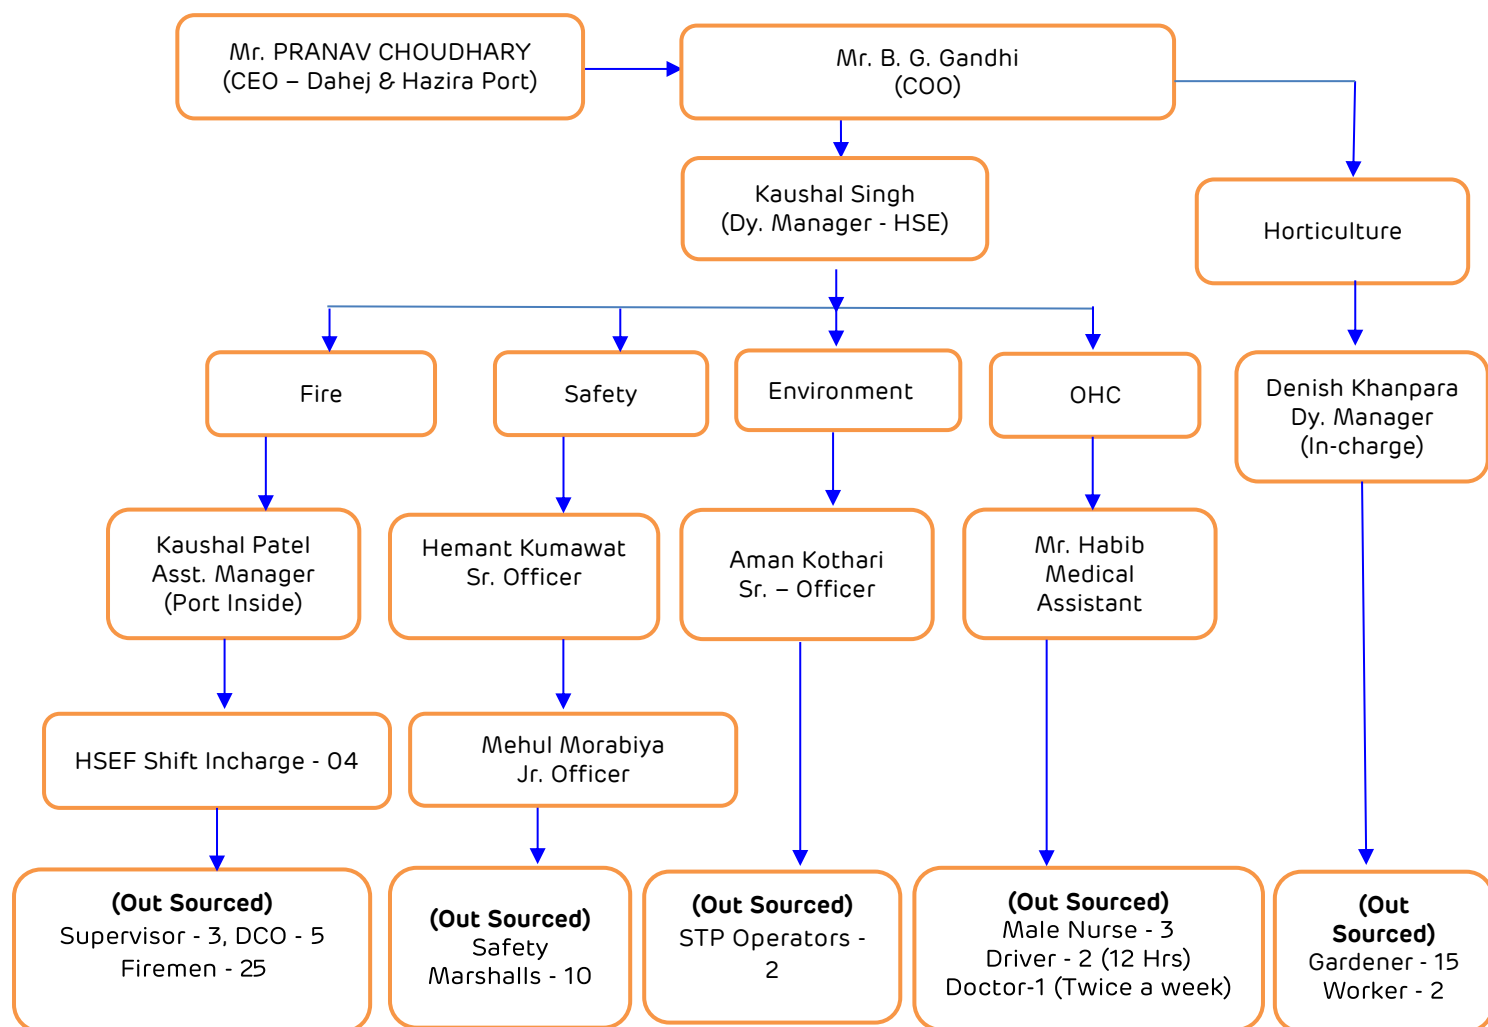 Mr. PRANAV CHOUDHARY
(CEO – Dahej & Hazira Port)
Mr. B. G. Gandhi
(COO)
Kaushal Singh
(Dy. Manager - HSE)
Horticulture
Fire
Safety
Environment
OHC
Denish Khanpara
Dy. Manager
(In-charge)
Kaushal Patel
Asst. Manager
(Port Inside)
Hemant Kumawat
Sr. Officer
Aman Kothari
Sr. – Officer
Mr. Habib
Medical
Assistant
HSEF Shift Incharge - 04
Mehul Morabiya
Jr. Officer
(Out Sourced)
Supervisor - 3, DCO - 5
Firemen - 25
(Out Sourced)
Safety
Marshalls - 10
(Out Sourced)
STP Operators -
2
(Out Sourced)
Male Nurse - 3
Driver - 2 (12 Hrs)
Doctor-1 (Twice a week)
(Out
Sourced)
Gardener - 15
Worker - 2